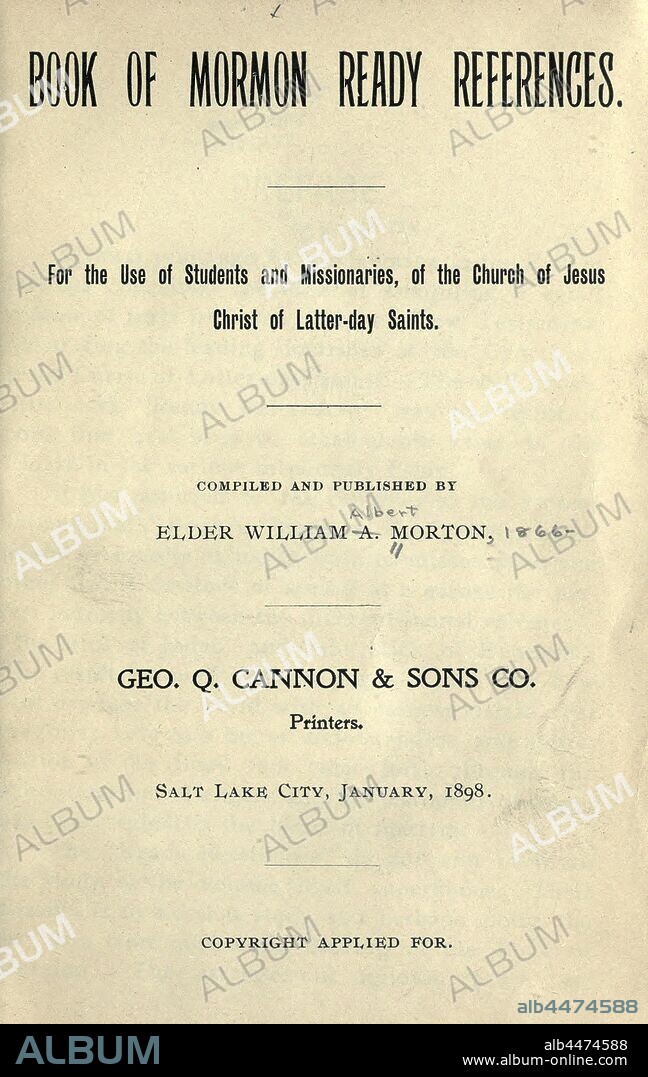 BOOK OF MORMON READY REFERENCES.
For the Use of Students and Missionaries, of the Church of Jesus
Christ of Latter-day Saints.
COMPILED AND PUBLISHED BY
Albert
ELDER WILLIAM A. MORTON, 1866-
GEO. Q. CANNON & SONS CO.
Printers.
SALT LAKE CITY, JANUARY, 1898.
COPYRIGHT APPLIED FOR.
ALBUM
alb4474588
ALBUM
alb4474588
www.album-online.com